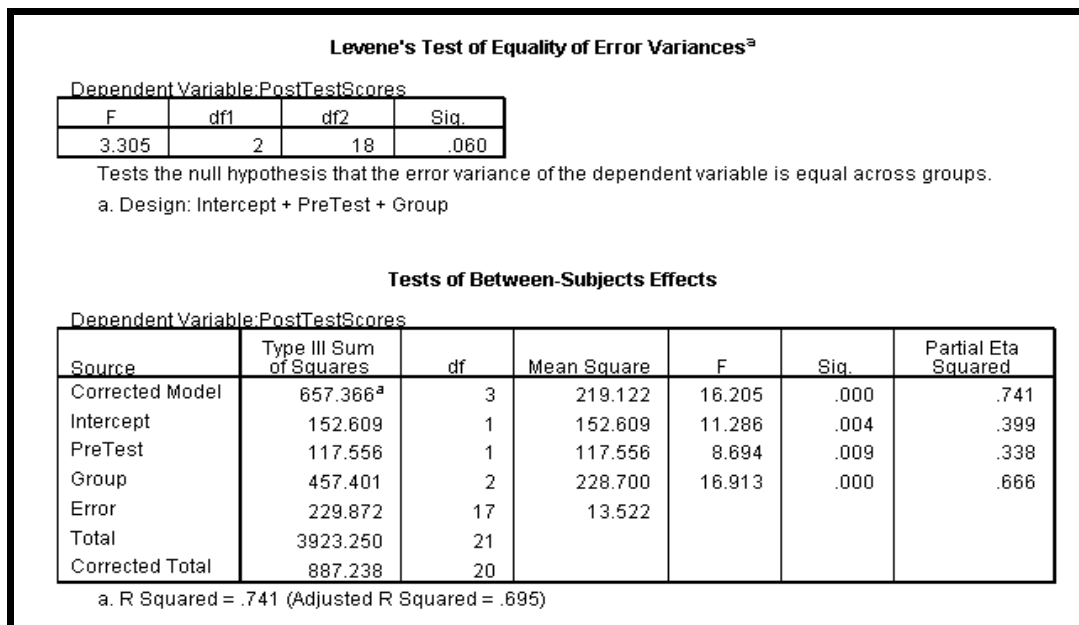 Levene's Test of Equality of Error Variancesᵃ
Dependent Variable:PostTestScores
F df1 df2 Sig.
3.305 2 18 .060
Tests the null hypothesis that the error variance of the dependent variable is equal across groups.
a. Design: Intercept + PreTest + Group
Tests of Between-Subjects Effects
Dependent Variable:PostTestScores
Source Type III Sum of Squares df Mean Square F Sig. Partial Eta Squared
Corrected Model 657.366ᵃ 3 219.122 16.205 .000 .741
Intercept 152.609 1 152.609 11.286 .004 .399
PreTest 117.556 1 117.556 8.694 .009 .338
Group 457.401 2 228.700 16.913 .000 .666
Error 229.872 17 13.522
Total 3923.250 21
Corrected Total 887.238 20
a. R Squared = .741 (Adjusted R Squared = .695)